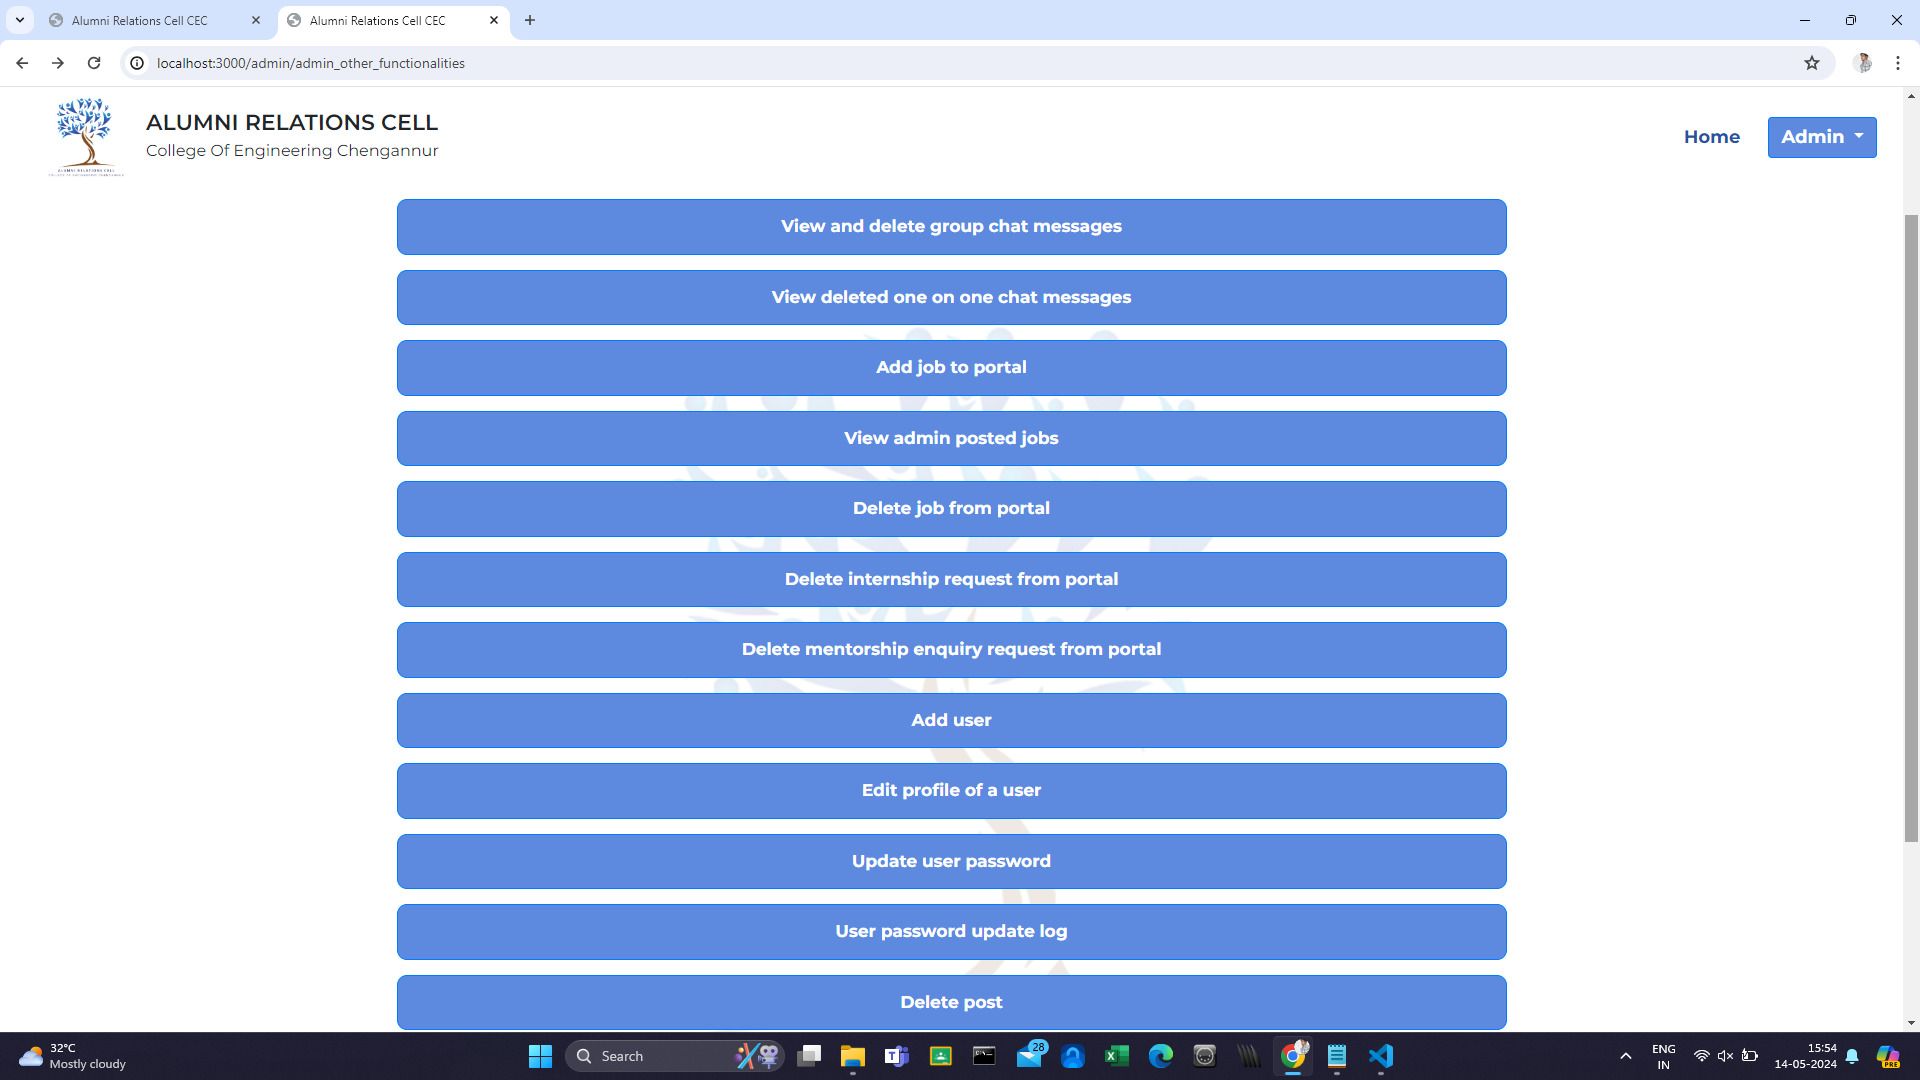 Alumni Relations Cell CEC
Alumni Relations Cell CEC
localhost:3000/admin/admin_other_functionalities
ALUMNI RELATIONS CELL
College Of Engineering Chengannur
Home
Admin
ALUMNI RELATIONS CELL
View and delete group chat messages
View deleted one on one chat messages
Add job to portal
View admin posted jobs
Delete job from portal
Delete internship request from portal
Delete mentorship enquiry request from portal
Add user
Edit profile of a user
Update user password
User password update log
Delete post
32°C
Mostly cloudy
Search
28
ENG
IN
15:54
14-05-2024
PRE